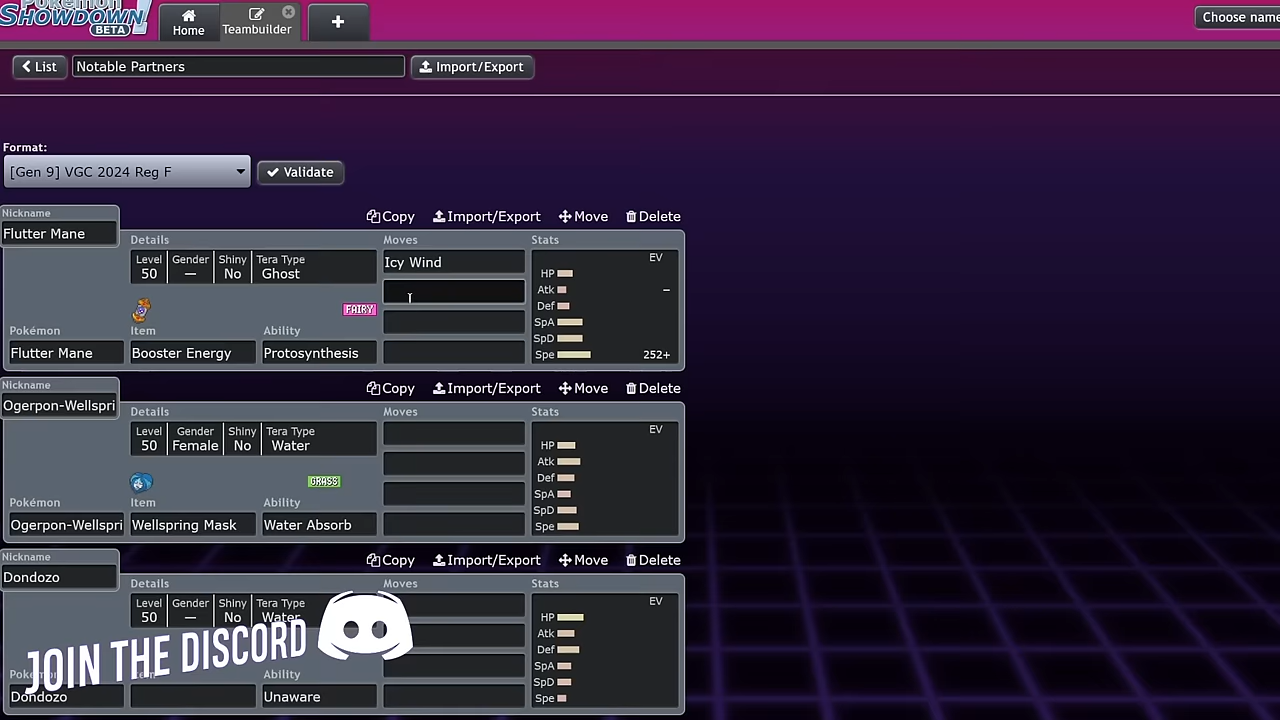 Pokémon
SHOWDOWN!
BETA
Home
Teambuilder
+
Choose name
List
Notable Partners
Import/Export
Format:
[Gen 9] VGC 2024 Reg F
Validate
Copy Import/Export Move Delete
Nickname
Flutter Mane
Details Moves Stats
Level Gender Shiny Tera Type
50 — No Ghost
Icy Wind
EV
HP
Atk –
Def
SpA
SpD
Spe 252+
FAIRY
Pokémon Item Ability
Flutter Mane Booster Energy Protosynthesis
Copy Import/Export Move Delete
Nickname
Ogerpon-Wellspri
Details Moves Stats
Level Gender Shiny Tera Type
50 Female No Water
EV
HP
Atk
Def
SpA
SpD
Spe
GRASS
Pokémon Item Ability
Ogerpon-Wellspri Wellspring Mask Water Absorb
Copy Import/Export Move Delete
Nickname
Dondozo
Details Moves Stats
Level Gender Shiny Tera Type
50 — No Water
EV
HP
Atk
Def
SpA
SpD
Spe
JOIN THE DISCORD
Pokémon Ability
Dondozo Unaware